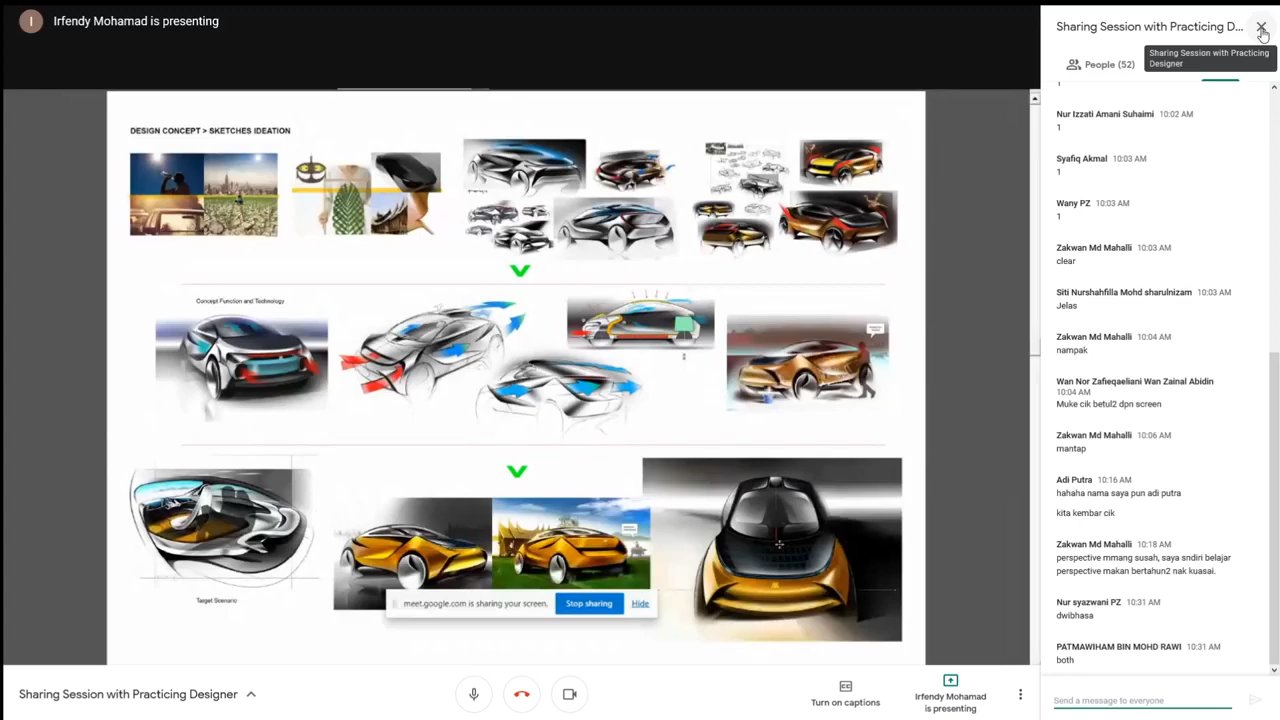 I
Irfendy Mohamad is presenting
Sharing Session with Practicing D...
Sharing Session with Practicing
Designer
People (52)
DESIGN CONCEPT > SKETCHES IDEATION
Concept Function and Technology
Target Scenario
meet.google.com is sharing your screen.
Stop sharing
Hide
1
Nur Izzati Amani Suhaimi 10:02 AM
1
Syafiq Akmal 10:03 AM
1
Wany PZ 10:03 AM
1
Zakwan Md Mahalli 10:03 AM
clear
Siti Nurshahfilla Mohd sharulnizam 10:03 AM
Jelas
Zakwan Md Mahalli 10:04 AM
nampak
Wan Nor Zafieqaeliani Wan Zainal Abidin
10:04 AM
Muke cik betul2 dpn screen
Zakwan Md Mahalli 10:06 AM
mantap
Adi Putra 10:16 AM
hahaha nama saya pun adi putra
kita kembar cik
Zakwan Md Mahalli 10:18 AM
perspective mmang susah, saya sndiri belajar
perspective makan bertahun2 nak kuasai.
Nur syazwani PZ 10:31 AM
dwibhasa
PATMAWIHAM BIN MOHD RAWI 10:31 AM
both
Send a message to everyone
Sharing Session with Practicing Designer
Turn on captions
Irfendy Mohamad
is presenting